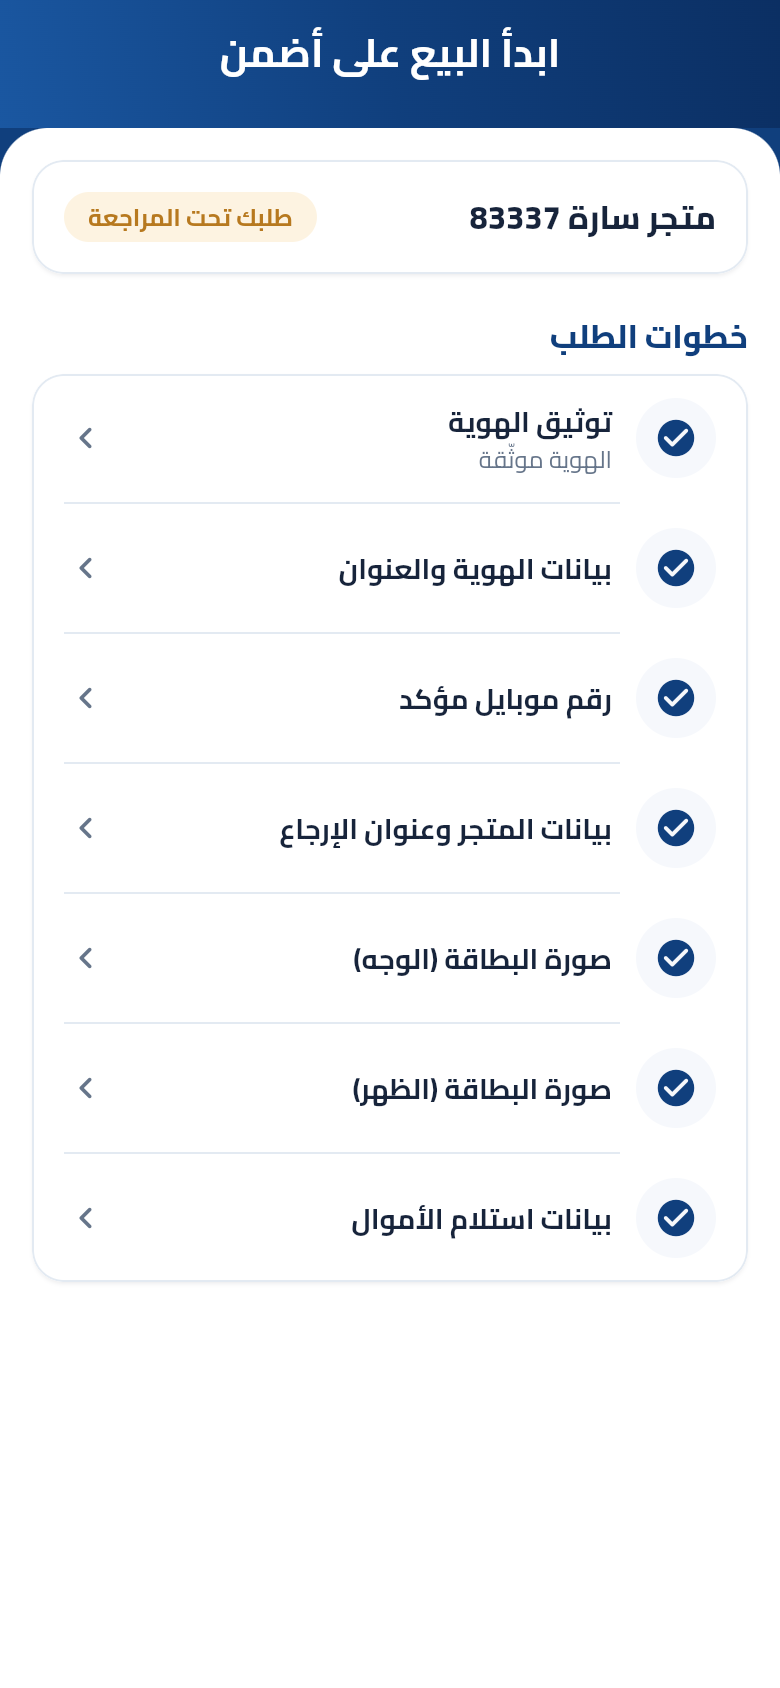 ابدأ البيع على أضمن
متجر سارة 83337
طلبك تحت المراجعة
خطوات الطلب
توثيق الهوية
الهوية موثّقة
بيانات الهوية والعنوان
رقم موبايل مؤكد
بيانات المتجر وعنوان الإرجاع
صورة البطاقة (الوجه)
صورة البطاقة (الظهر)
بيانات استلام الأموال